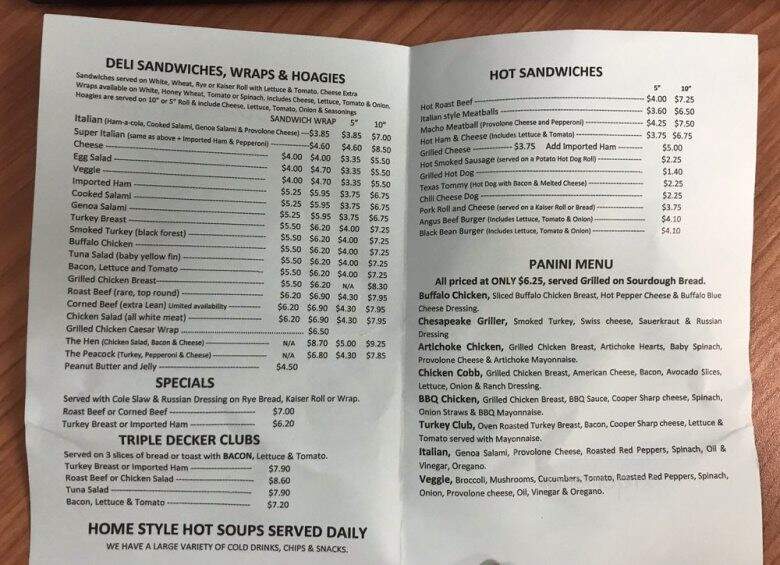 DELI SANDWICHES, WRAPS & HOAGIES
Sandwiches served on White, Wheat, Rye or Kaiser Roll with Lettuce & Tomato. Cheese Extra
Wraps available on White, Honey Wheat, Tomato or Spinach, Includes Cheese, Lettuce, Tomato & Onion.
Hoagies are served on 10" or 5" Roll & Include Cheese, Lettuce, Tomato, Onion & Seasonings
SANDWICH WRAP 5" 10"
Italian (Ham-a-cola, Cooked Salami, Genoa Salami & Provolone Cheese) ---$3.85 $3.85 $7.00
Super Italian (same as above + Imported Ham & Pepperoni) ---$4.60 $4.60 $8.50
Cheese --- $4.00 $4.00 $3.35 $5.50
Egg Salad --- $4.00 $4.70 $3.35 $5.50
Veggie --- $4.00 $4.70 $3.35 $5.50
Imported Ham --- $5.25 $5.95 $3.75 $6.75
Cooked Salami --- $5.25 $5.95 $3.75 $6.75
Genoa Salami --- $5.25 $5.95 $3.75 $6.75
Turkey Breast --- $5.50 $6.20 $4.00 $7.25
Smoked Turkey (black forest) --- $5.50 $6.20 $4.00 $7.25
Buffalo Chicken --- $5.50 $6.20 $4.00 $7.25
Tuna Salad (baby yellow fin) --- $5.50 $6.20 $4.00 $7.25
Bacon, Lettuce and Tomato --- $5.50 $6.20 $4.00 $7.25
Grilled Chicken Breast--- $5.50 $6.20 N/A $8.30
Roast Beef (rare, top round) --- $6.20 $6.90 $4.30 $7.95
Corned Beef (extra Lean) Limited availability --- $6.20 $6.90 $4.30 $7.95
Chicken Salad (all white meat) --- $6.20 $6.90 $4.30 $7.95
Grilled Chicken Caesar Wrap --- $6.50
The Hen (Chicken Salad, Bacon & Cheese) --- N/A $8.70 $5.00 $9.25
The Peacock (Turkey, Pepperoni & Cheese) --- N/A $6.80 $4.30 $7.85
Peanut Butter and Jelly --- $4.50
SPECIALS
Served with Cole Slaw & Russian Dressing on Rye Bread, Kaiser Roll or Wrap.
Roast Beef or Corned Beef --- $7.00
Turkey Breast or Imported Ham --- $6.20
TRIPLE DECKER CLUBS
Served on 3 slices of bread or toast with BACON, Lettuce & Tomato.
Turkey Breast or Imported Ham --- $7.90
Roast Beef or Chicken Salad --- $8.60
Tuna Salad --- $7.90
Bacon, Lettuce & Tomato --- $7.20
HOME STYLE HOT SOUPS SERVED DAILY
WE HAVE A LARGE VARIETY OF COLD DRINKS, CHIPS & SNACKS.
HOT SANDWICHES
5" 10"
Hot Roast Beef --- $4.00 $7.25
Italian style Meatballs --- $3.60 $6.50
Macho Meatball (Provolone Cheese and Pepperoni) --- $4.25 $7.50
Hot Ham & Cheese (Includes Lettuce & Tomato) --- $3.75 $6.75
Grilled Cheese --- $3.75 Add Imported Ham --- $5.00
Hot Smoked Sausage (served on a Potato Hot Dog Roll) --- $2.25
Grilled Hot Dog --- $1.40
Texas Tommy (Hot Dog with Bacon & Melted Cheese) --- $2.25
Chili Cheese Dog --- $2.25
Pork Roll and Cheese (served on a Kaiser Roll or Bread) --- $3.75
Angus Beef Burger (Includes Lettuce, Tomato & Onion) --- $4.10
Black Bean Burger (Includes Lettuce, Tomato & Onion) --- $4.10
PANINI MENU
All priced at ONLY $6.25, served Grilled on Sourdough Bread.
Buffalo Chicken, Sliced Buffalo Chicken Breast, Hot Pepper Cheese & Buffalo Blue
Cheese Dressing.
Chesapeake Griller, Smoked Turkey, Swiss cheese, Sauerkraut & Russian
Dressing
Artichoke Chicken, Grilled Chicken Breast, Artichoke Hearts, Baby Spinach,
Provolone Cheese & Artichoke Mayonnaise.
Chicken Cobb, Grilled Chicken Breast, American Cheese, Bacon, Avocado Slices,
Lettuce, Onion & Ranch Dressing.
BBQ Chicken, Grilled Chicken Breast, BBQ Sauce, Cooper Sharp cheese, Spinach,
Onion Straws & BBQ Mayonnaise.
Turkey Club, Oven Roasted Turkey Breast, Bacon, Cooper Sharp cheese, Lettuce &
Tomato served with Mayonnaise.
Italian, Genoa Salami, Provolone Cheese, Roasted Red Peppers, Spinach, Oil &
Vinegar, Oregano.
Veggie, Broccoli, Mushrooms, Cucumbers, Tomato, Roasted Red Peppers, Spinach,
Onion, Provolone cheese, Oil, Vinegar & Oregano.